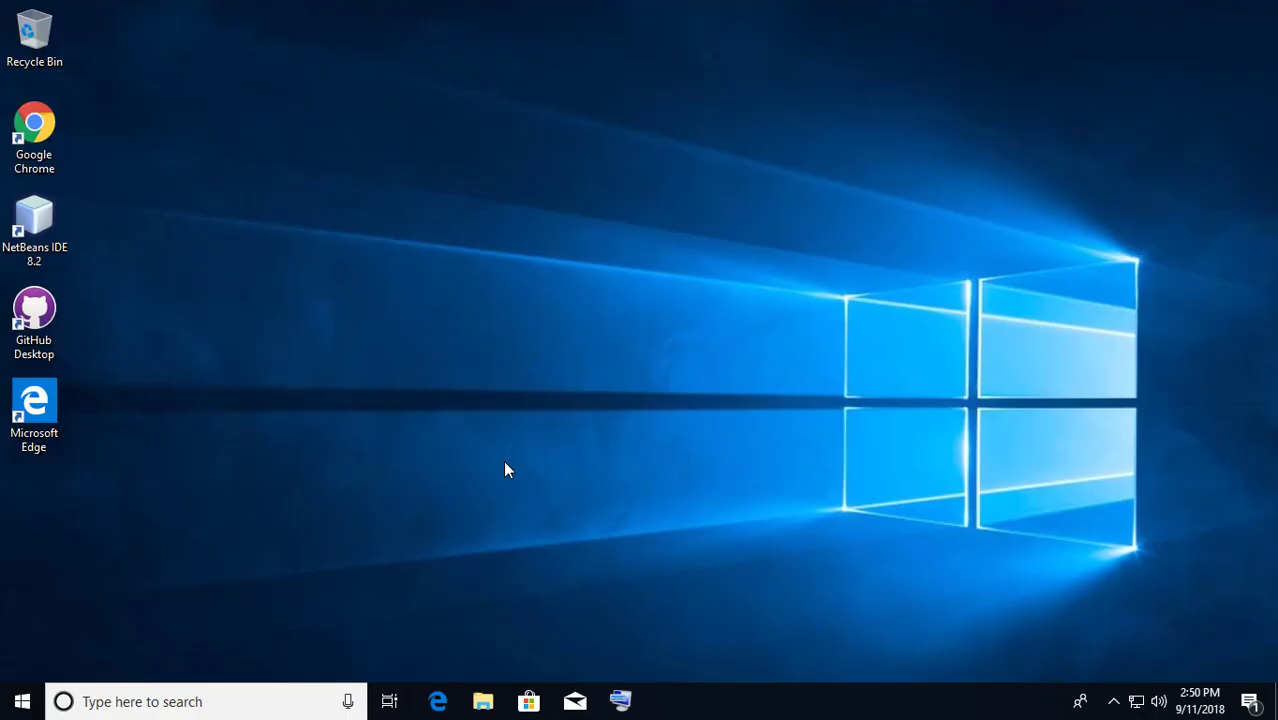 Recycle Bin
Google
Chrome
NetBeans IDE
8.2
GitHub
Desktop
Microsoft
Edge
Type here to search
2:50 PM
9/11/2018
1